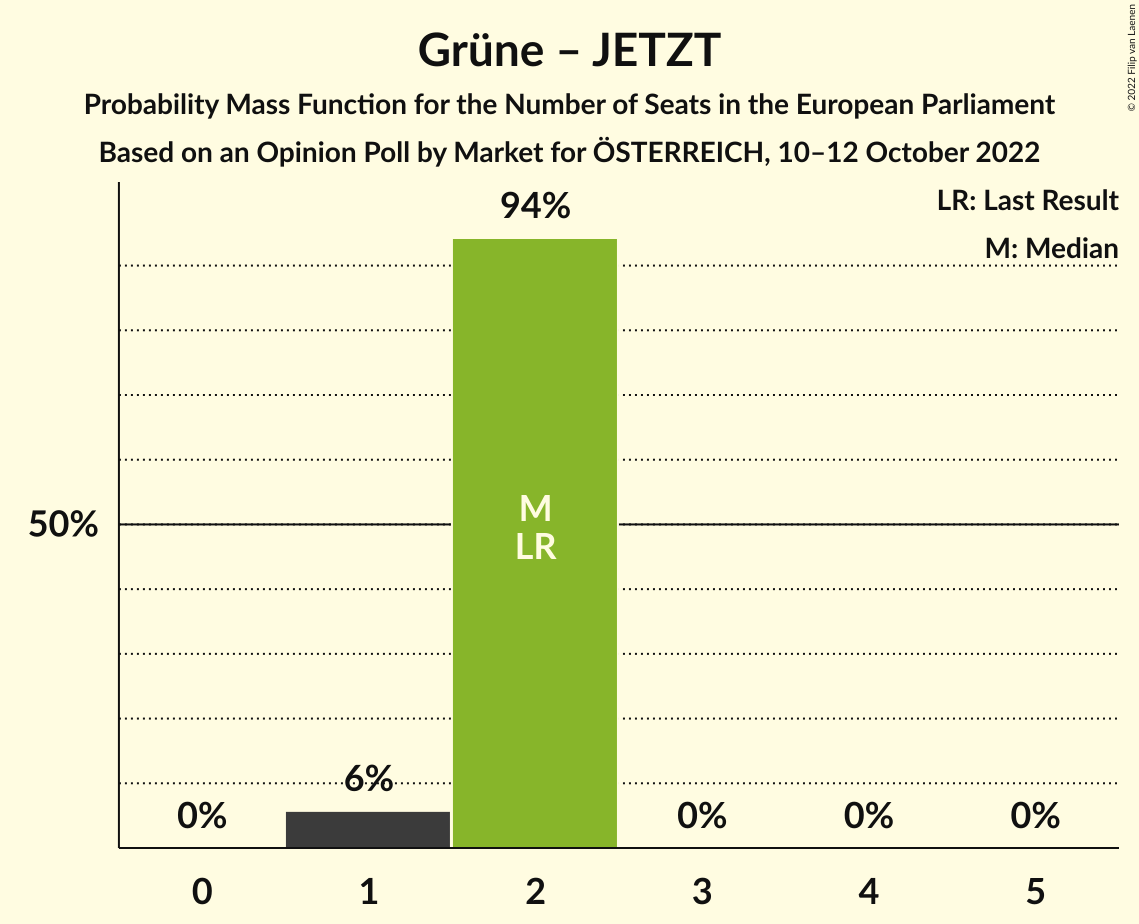 Grüne – JETZT
Probability Mass Function for the Number of Seats in the European Parliament
Based on an Opinion Poll by Market for ÖSTERREICH, 10–12 October 2022
© 2022 Filip van Laenen
LR: Last Result
M: Median
94%
50%
M
LR
6%
0%
0%
0%
0%
0 1 2 3 4 5